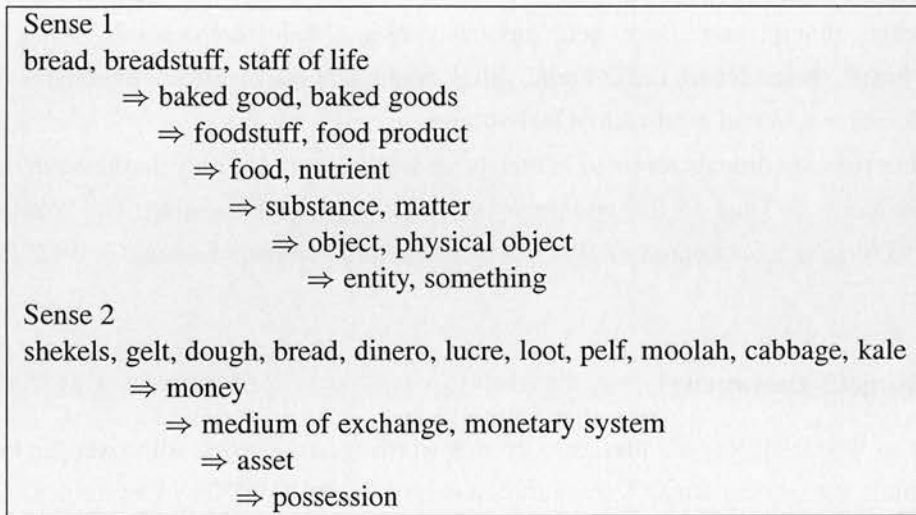 Sense 1
bread, breadstuff, staff of life
⇒ baked good, baked goods
⇒ foodstuff, food product
⇒ food, nutrient
⇒ substance, matter
⇒ object, physical object
⇒ entity, something
Sense 2
shekels, gelt, dough, bread, dinero, lucre, loot, pelf, moolah, cabbage, kale
⇒ money
⇒ medium of exchange, monetary system
⇒ asset
⇒ possession